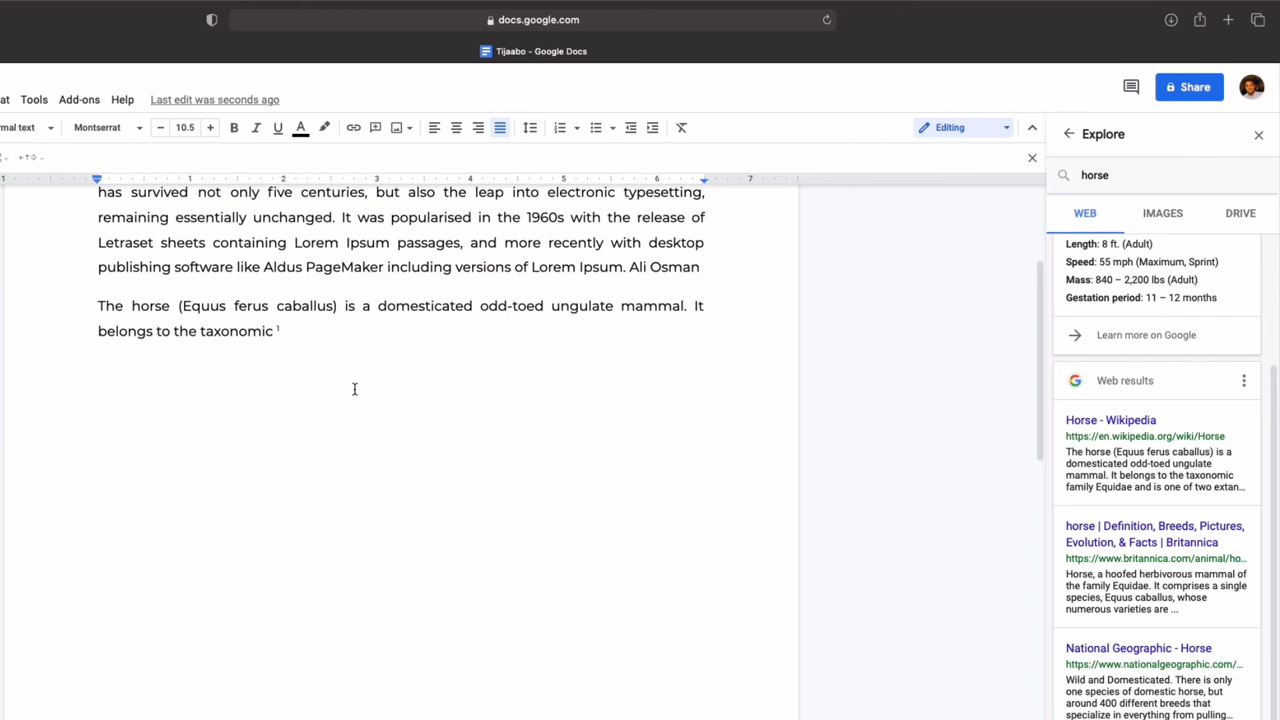 docs.google.com
Tijaabo - Google Docs
at Tools Add-ons Help Last edit was seconds ago
Share
mal text Montserrat 10.5 Editing
Explore
horse
WEB IMAGES DRIVE
1 1 2 3 4 5 6 7
has survived not only five centuries, but also the leap into electronic typesetting,
remaining essentially unchanged. It was popularised in the 1960s with the release of
Letraset sheets containing Lorem Ipsum passages, and more recently with desktop
publishing software like Aldus PageMaker including versions of Lorem Ipsum. Ali Osman
The horse (Equus ferus caballus) is a domesticated odd-toed ungulate mammal. It
belongs to the taxonomic ¹
Length: 8 ft. (Adult)
Speed: 55 mph (Maximum, Sprint)
Mass: 840 – 2,200 lbs (Adult)
Gestation period: 11 – 12 months
Learn more on Google
Web results
Horse - Wikipedia
https://en.wikipedia.org/wiki/Horse
The horse (Equus ferus caballus) is a
domesticated odd-toed ungulate
mammal. It belongs to the taxonomic
family Equidae and is one of two extan...
horse | Definition, Breeds, Pictures,
Evolution, & Facts | Britannica
https://www.britannica.com/animal/ho...
Horse, a hoofed herbivorous mammal of
the family Equidae. It comprises a single
species, Equus caballus, whose
numerous varieties are ...
National Geographic - Horse
https://www.nationalgeographic.com/...
Wild and Domesticated. There is only
one species of domestic horse, but
around 400 different breeds that
specialize in everything from pulling...